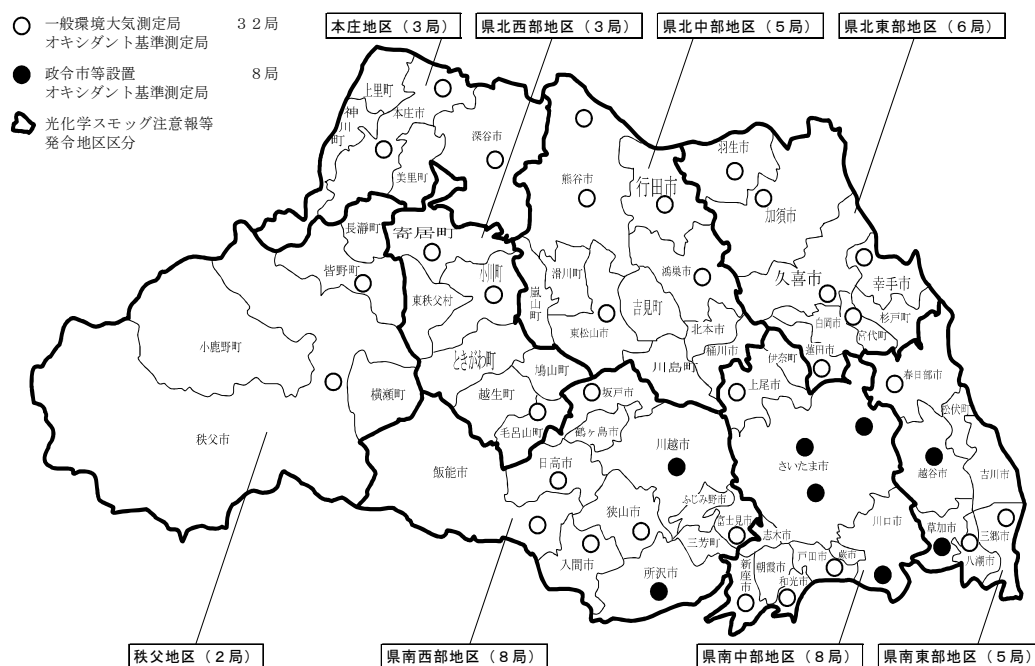 一般環境大気測定局 32局
オキシダント基準測定局
政令市等設置 8局
オキシダント基準測定局
光化学スモッグ注意報等
発令地区区分
本庄地区(3局)
県北西部地区(3局)
県北中部地区(5局)
県北東部地区(6局)
上里町
本庄市
神川町
美里町
深谷市
熊谷市
行田市
羽生市
加須市
長瀞町
寄居町
皆野町
小川町
東秩父村
嵐山町
滑川町
東松山市
吉見町
鴻巣市
北本市
桶川市
久喜市
幸手市
杉戸町
白岡市
宮代町
小鹿野町
秩父市
横瀬町
ときがわ町
鳩山町
越生町
毛呂山町
川島町
伊奈町
蓮田市
上尾市
春日部市
松伏町
坂戸市
鶴ヶ島市
川越市
さいたま市
越谷市
吉川市
飯能市
日高市
狭山市
ふじみ野市
富士見市
三芳町
入間市
所沢市
志木市
新座市
朝霞市
和光市
戸田市
蕨市
川口市
草加市
三郷市
八潮市
秩父地区(2局)
県南西部地区(8局)
県南中部地区(8局)
県南東部地区(5局)